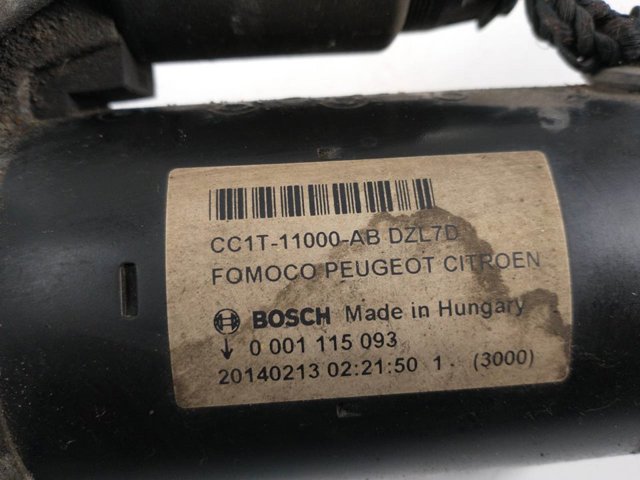 CC1T-11000-AB DZL7D
FOMOCO PEUGEOT CITROEN
BOSCH Made in Hungary
↓ 0 001 115 093
20140213 02:21:50 1 (3000)